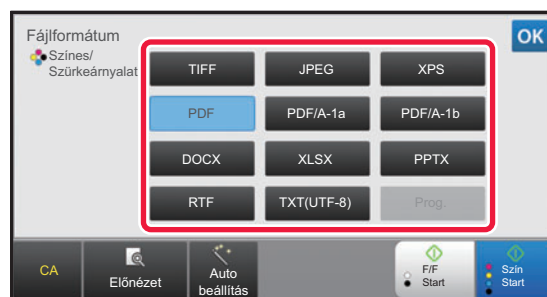 Fájlformátum
OK
Színes/
Szürkeárnyalat
TIFF
JPEG
XPS
PDF
PDF/A-1a
PDF/A-1b
DOCX
XLSX
PPTX
RTF
TXT(UTF-8)
Prog.
CA
Előnézet
Auto
beállítás
F/F
Start
Szín
Start